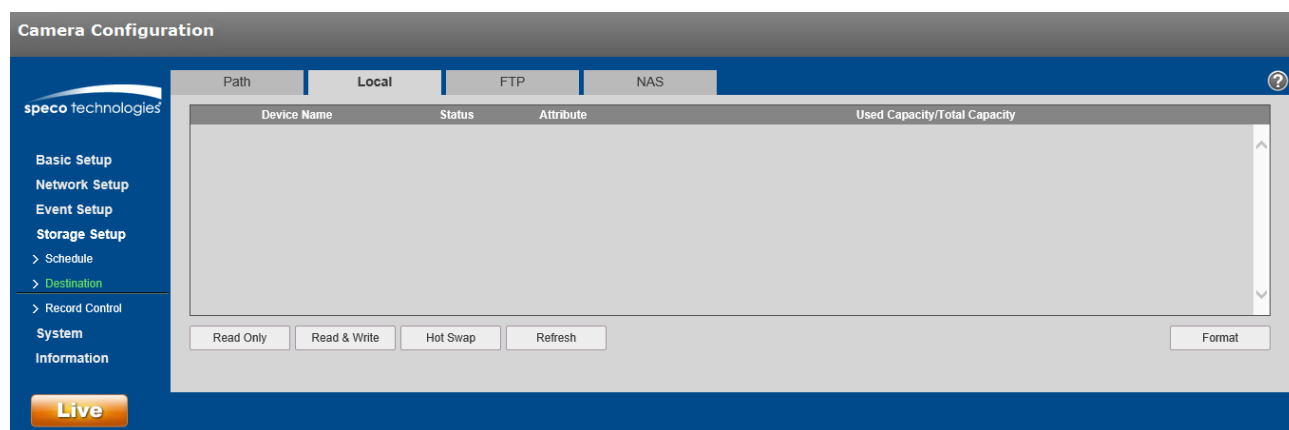 Camera Configuration
Path Local FTP NAS
?
speco technologies
Device Name Status Attribute Used Capacity/Total Capacity
Basic Setup
Network Setup
Event Setup
Storage Setup
> Schedule
> Destination
> Record Control
System
Information
Read Only Read & Write Hot Swap Refresh Format
Live